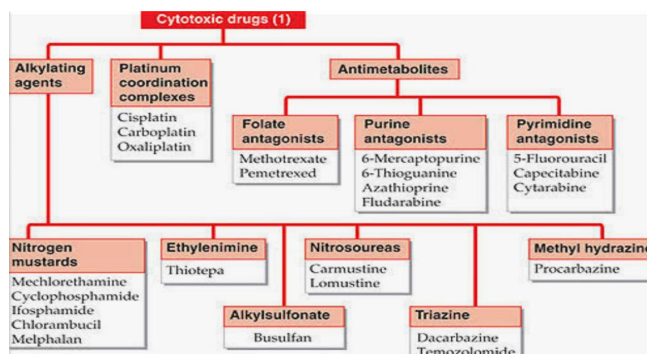 Cytotoxic drugs (1)
Alkylating
agents
Platinum
coordination
complexes
Cisplatin
Carboplatin
Oxaliplatin
Antimetabolites
Folate
antagonists
Methotrexate
Pemetrexed
Purine
antagonists
6-Mercaptopurine
6-Thioguanine
Azathioprine
Fludarabine
Pyrimidine
antagonists
5-Fluorouracil
Capecitabine
Cytarabine
Nitrogen
mustards
Mechlorethamine
Cyclophosphamide
Ifosphamide
Chlorambucil
Melphalan
Ethylenimine
Thiotepa
Alkylsulfonate
Busulfan
Nitrosoureas
Carmustine
Lomustine
Triazine
Dacarbazine
Temozolomide
Methyl hydrazine
Procarbazine